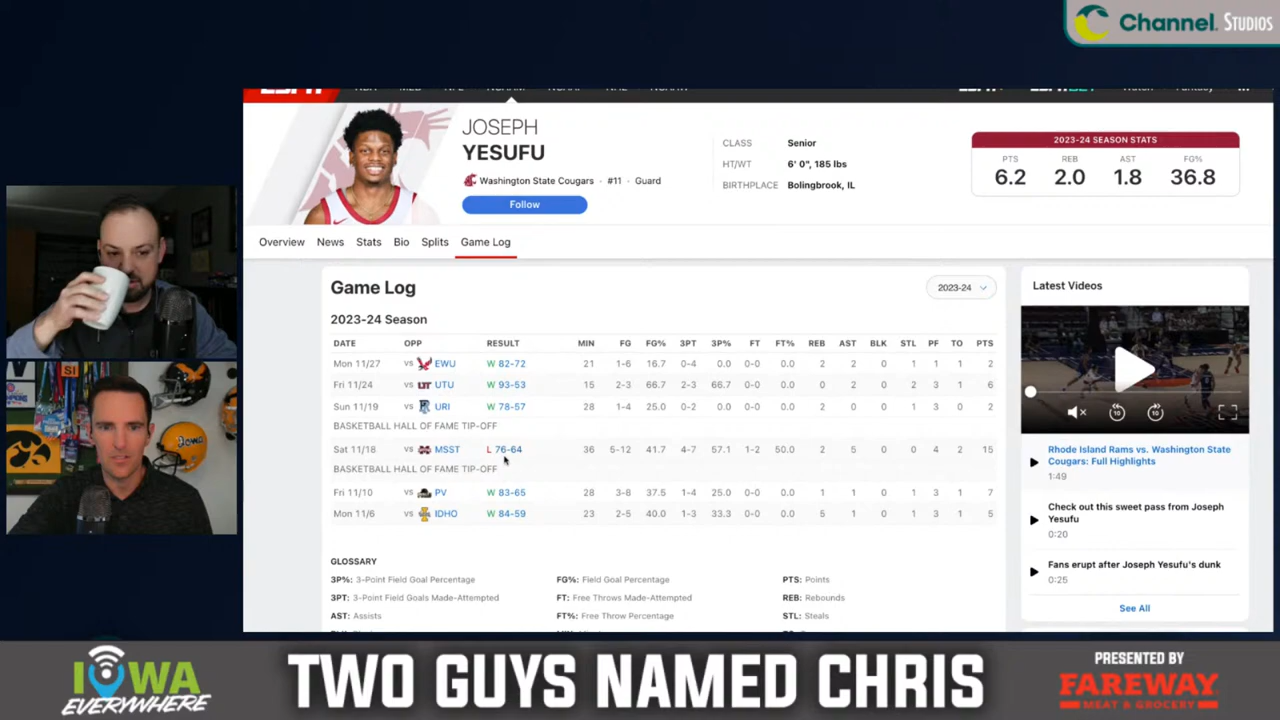 Channel. STUDIOS
ESPN
JOSEPH
YESUFU
Washington State Cougars · #11 · Guard
Follow
CLASS Senior
HT/WT 6' 0", 185 lbs
BIRTHPLACE Bolingbrook, IL
2023-24 SEASON STATS
PTS REB AST FG%
6.2 2.0 1.8 36.8
Overview News Stats Bio Splits Game Log
Game Log
2023-24
2023-24 Season
DATE OPP RESULT MIN FG FG% 3PT 3P% FT FT% REB AST BLK STL PF TO PTS
Mon 11/27 vs EWU W 82-72 21 1-6 16.7 0-4 0.0 0-0 0.0 2 2 0 1 1 1 2
Fri 11/24 vs UTU W 93-53 15 2-3 66.7 2-3 66.7 0-0 0.0 0 2 0 2 3 1 6
Sun 11/19 vs URI W 78-57 28 1-4 25.0 0-2 0.0 0-0 0.0 2 0 0 1 3 0 2
BASKETBALL HALL OF FAME TIP-OFF
Sat 11/18 vs MSST L 76-64 36 5-12 41.7 4-7 57.1 1-2 50.0 2 5 0 0 4 2 15
BASKETBALL HALL OF FAME TIP-OFF
Fri 11/10 vs PV W 83-65 28 3-8 37.5 1-4 25.0 0-0 0.0 1 1 0 1 3 1 7
Mon 11/6 vs IDHO W 84-59 23 2-5 40.0 1-3 33.3 0-0 0.0 5 1 0 1 3 1 5
GLOSSARY
3P%: 3-Point Field Goal Percentage FG%: Field Goal Percentage PTS: Points
3PT: 3-Point Field Goals Made-Attempted FT: Free Throws Made-Attempted REB: Rebounds
AST: Assists FT%: Free Throw Percentage STL: Steals
Latest Videos
10 10
Rhode Island Rams vs. Washington State
Cougars: Full Highlights
1:49
Check out this sweet pass from Joseph
Yesufu
0:20
Fans erupt after Joseph Yesufu's dunk
0:25
See All
SI
IOWA
IOWA
EVERYWHERE
TWO GUYS NAMED CHRIS
PRESENTED BY
FAREWAY
MEAT & GROCERY